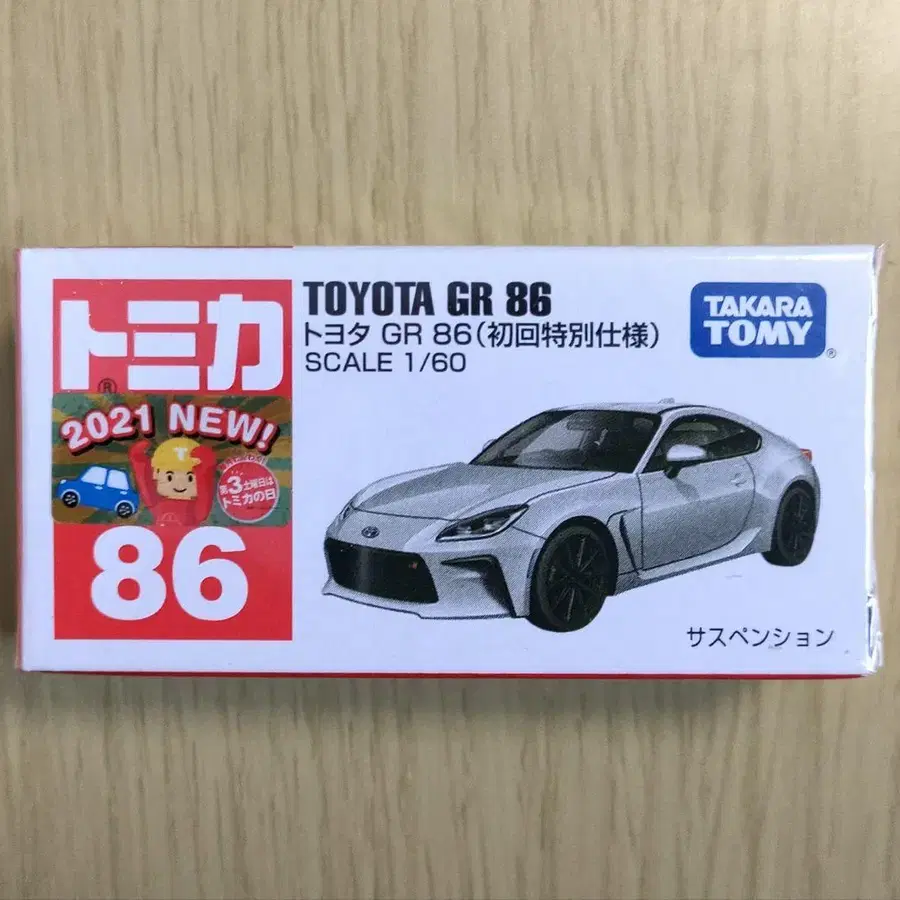 トミカ
®
2021 NEW!
T
第3土曜日は
トミカの日
86
TOYOTA GR 86
トヨタ GR 86(初回特別仕様)
SCALE 1/60
TAKARA
TOMY
®
サスペンション